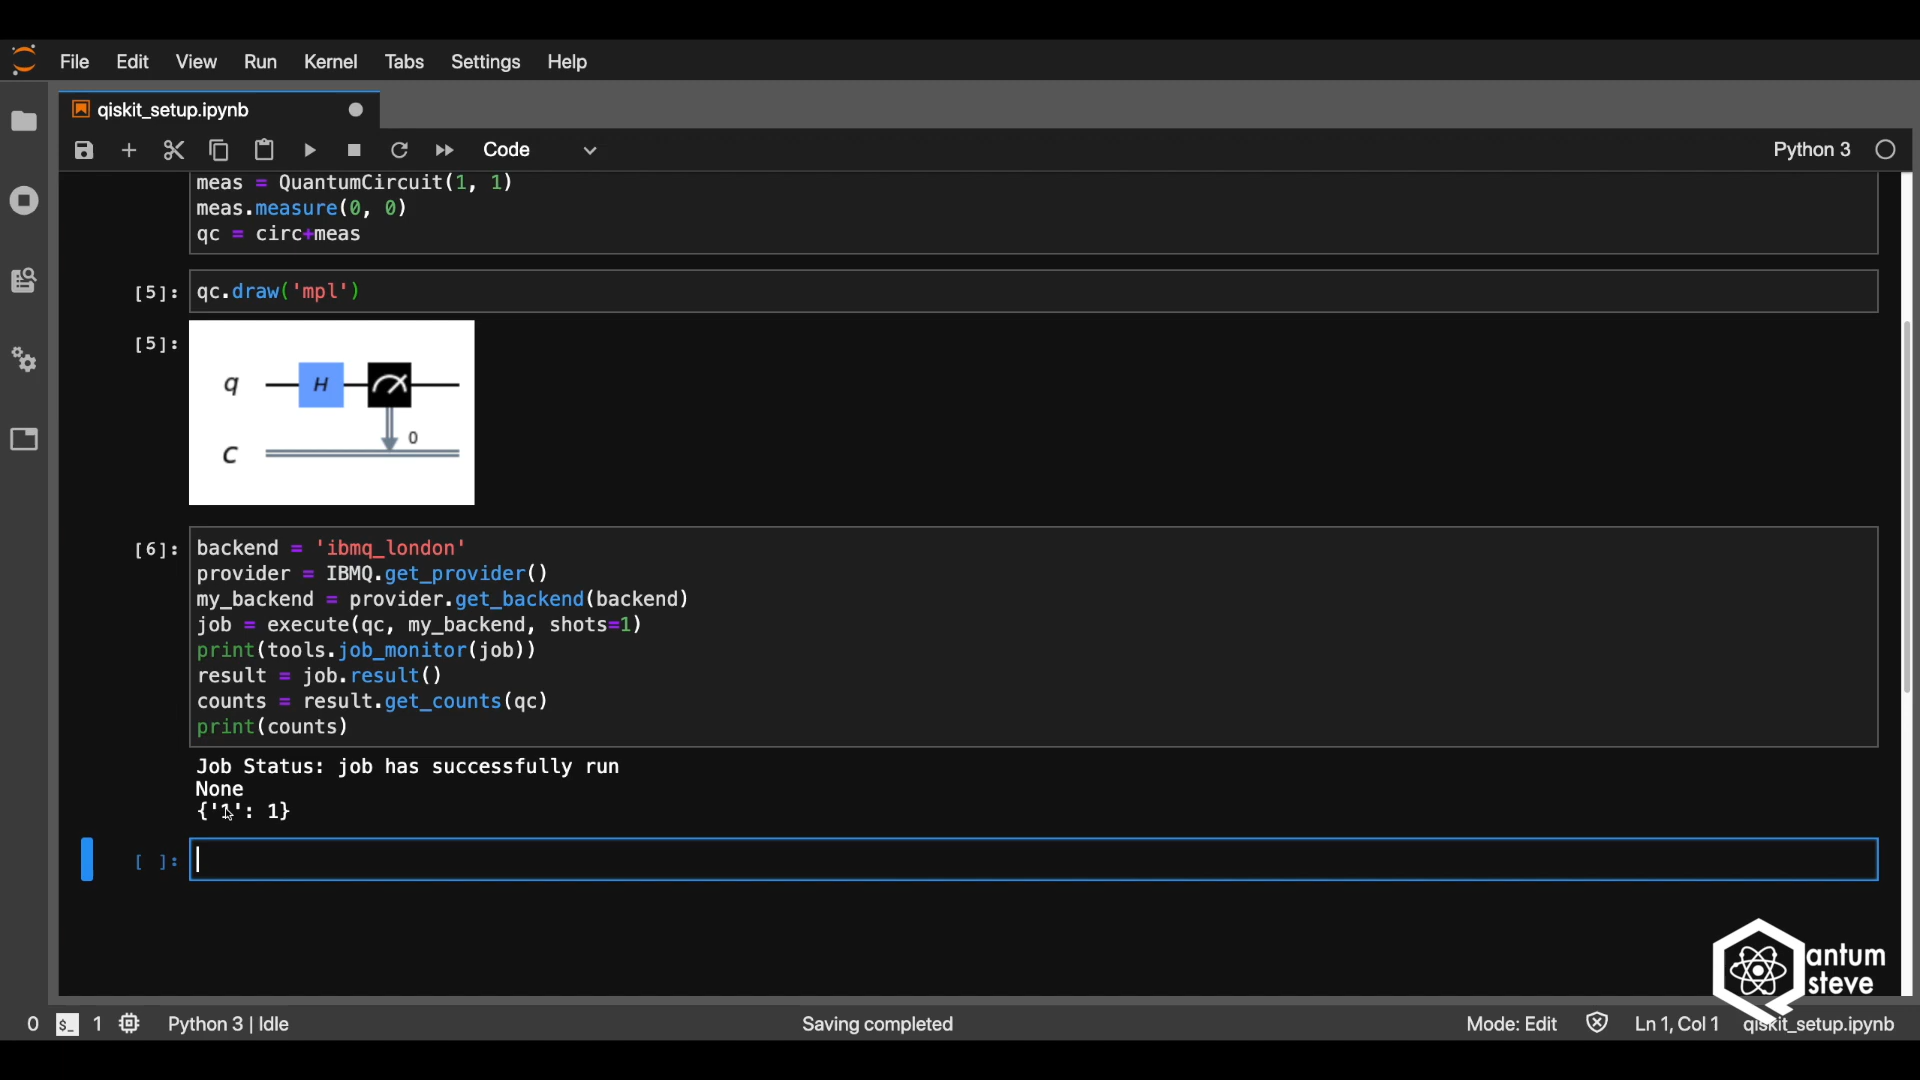 File Edit View Run Kernel Tabs Settings Help
qiskit_setup.ipynb
Code
Python 3
meas = QuantumCircuit(1, 1)
meas.measure(0, 0)
qc = circ+meas
[5]: qc.draw('mpl')
[5]:
q H
0
c
[6]: backend = 'ibmq_london'
provider = IBMQ.get_provider()
my_backend = provider.get_backend(backend)
job = execute(qc, my_backend, shots=1)
print(tools.job_monitor(job))
result = job.result()
counts = result.get_counts(qc)
print(counts)
Job Status: job has successfully run
None
{'1': 1}
[ ]:
Qantum
steve
0 $_ 1 Python 3 | Idle Saving completed Mode: Edit Ln 1, Col 1 qiskit_setup.ipynb